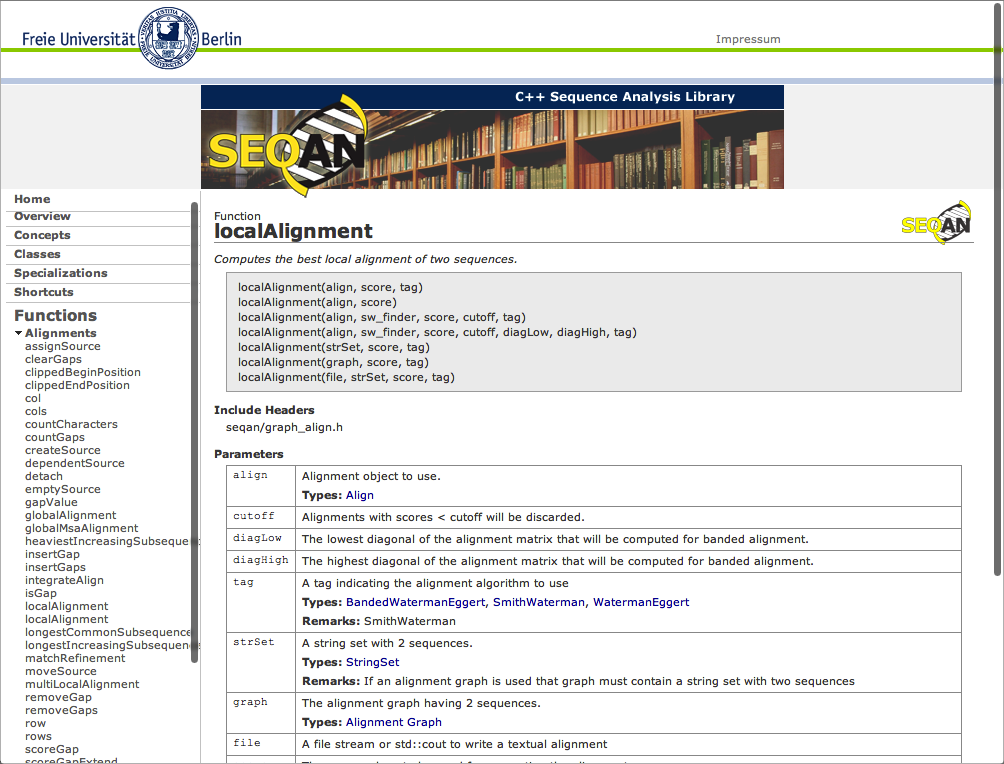 Freie Universität Berlin
Impressum
C++ Sequence Analysis Library
SEQAN
Home
Overview
Concepts
Classes
Specializations
Shortcuts
Functions
Alignments
assignSource
clearGaps
clippedBeginPosition
clippedEndPosition
col
cols
countCharacters
countGaps
createSource
dependentSource
detach
emptySource
gapValue
globalAlignment
globalMsaAlignment
heaviestIncreasingSubseque
insertGap
insertGaps
integrateAlign
isGap
localAlignment
localAlignment
longestCommonSubsequence
longestIncreasingSubsequen
matchRefinement
moveSource
multiLocalAlignment
removeGap
removeGaps
row
rows
scoreGap
scoreGapExtend
Function
localAlignment
SEQAN
Computes the best local alignment of two sequences.
localAlignment(align, score, tag)
localAlignment(align, score)
localAlignment(align, sw_finder, score, cutoff, tag)
localAlignment(align, sw_finder, score, cutoff, diagLow, diagHigh, tag)
localAlignment(strSet, score, tag)
localAlignment(graph, score, tag)
localAlignment(file, strSet, score, tag)
Include Headers
seqan/graph_align.h
Parameters
align Alignment object to use.
Types: Align
cutoff Alignments with scores < cutoff will be discarded.
diagLow The lowest diagonal of the alignment matrix that will be computed for banded alignment.
diagHigh The highest diagonal of the alignment matrix that will be computed for banded alignment.
tag A tag indicating the alignment algorithm to use
Types: BandedWatermanEggert, SmithWaterman, WatermanEggert
Remarks: SmithWaterman
strSet A string set with 2 sequences.
Types: StringSet
Remarks: If an alignment graph is used that graph must contain a string set with two sequences
graph The alignment graph having 2 sequences.
Types: Alignment Graph
file A file stream or std::cout to write a textual alignment